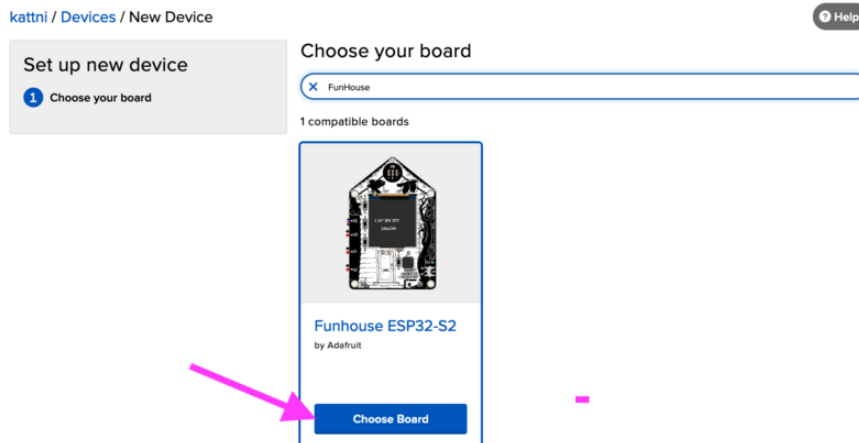 kattni / Devices / New Device
Help
Set up new device
1 Choose your board
Choose your board
FunHouse
1 compatible boards
Funhouse ESP32-S2
by Adafruit
Choose Board